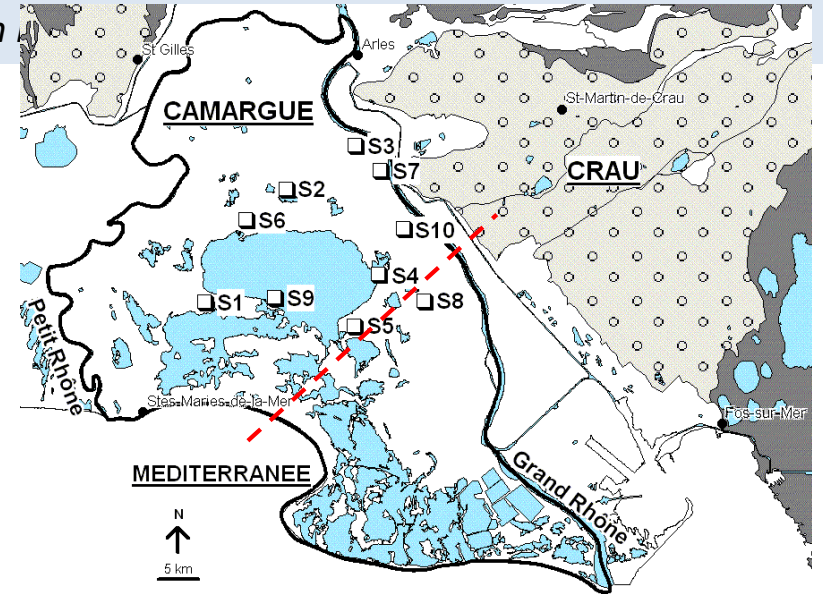 n
St Gilles
Arles
CAMARGUE
St-Martin-de-Crau
CRAU
S3
S7
S2
S6
S10
S4
S1
S9
S8
S5
Petit Rhône
Stes-Maries-de-la-Mer
Fos-sur-Mer
MEDITERRANEE
Grand Rhône
N
5 km